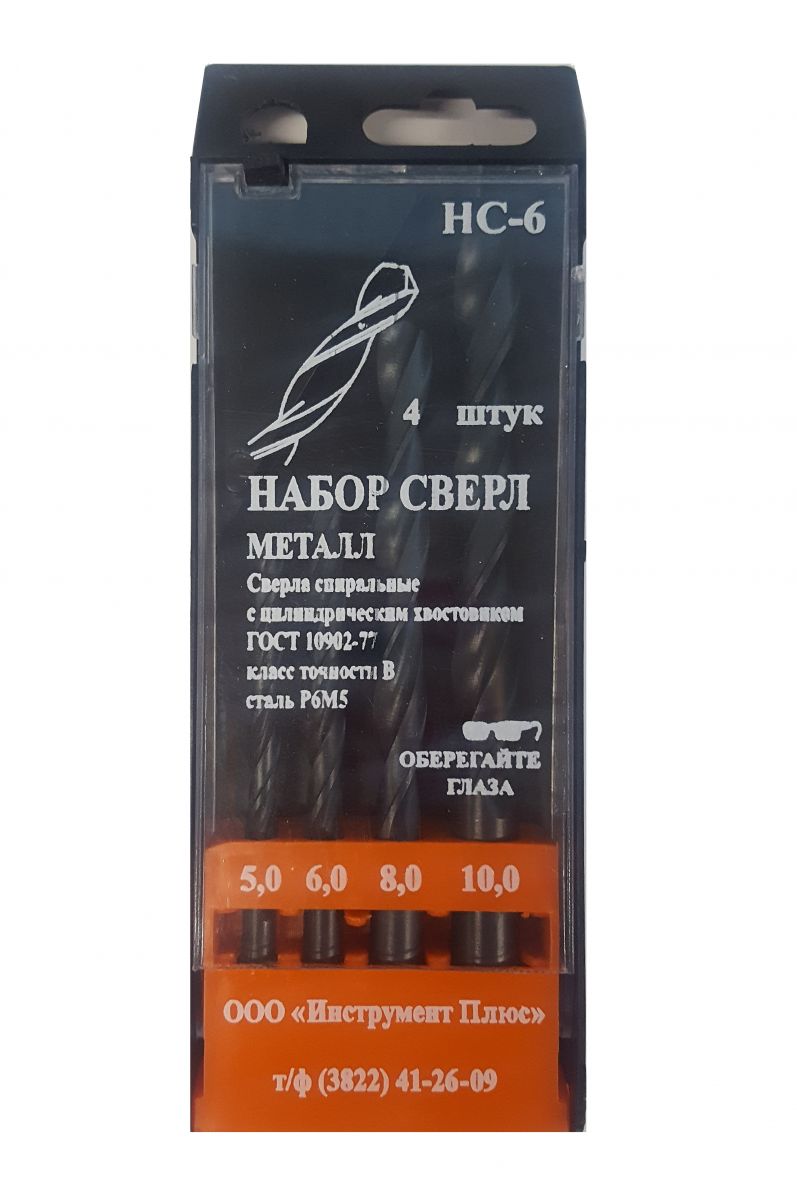 НС-6
4 штук
НАБОР СВЕРЛ
МЕТАЛЛ
Сверла спиральные
с цилиндрическим хвостовиком
ГОСТ 10902-77
класс точности В
сталь Р6М5
ОБЕРЕГАЙТЕ
ГЛАЗА
5,0 6,0 8,0 10,0
ООО «Инструмент Плюс»
т/ф (3822) 41-26-09